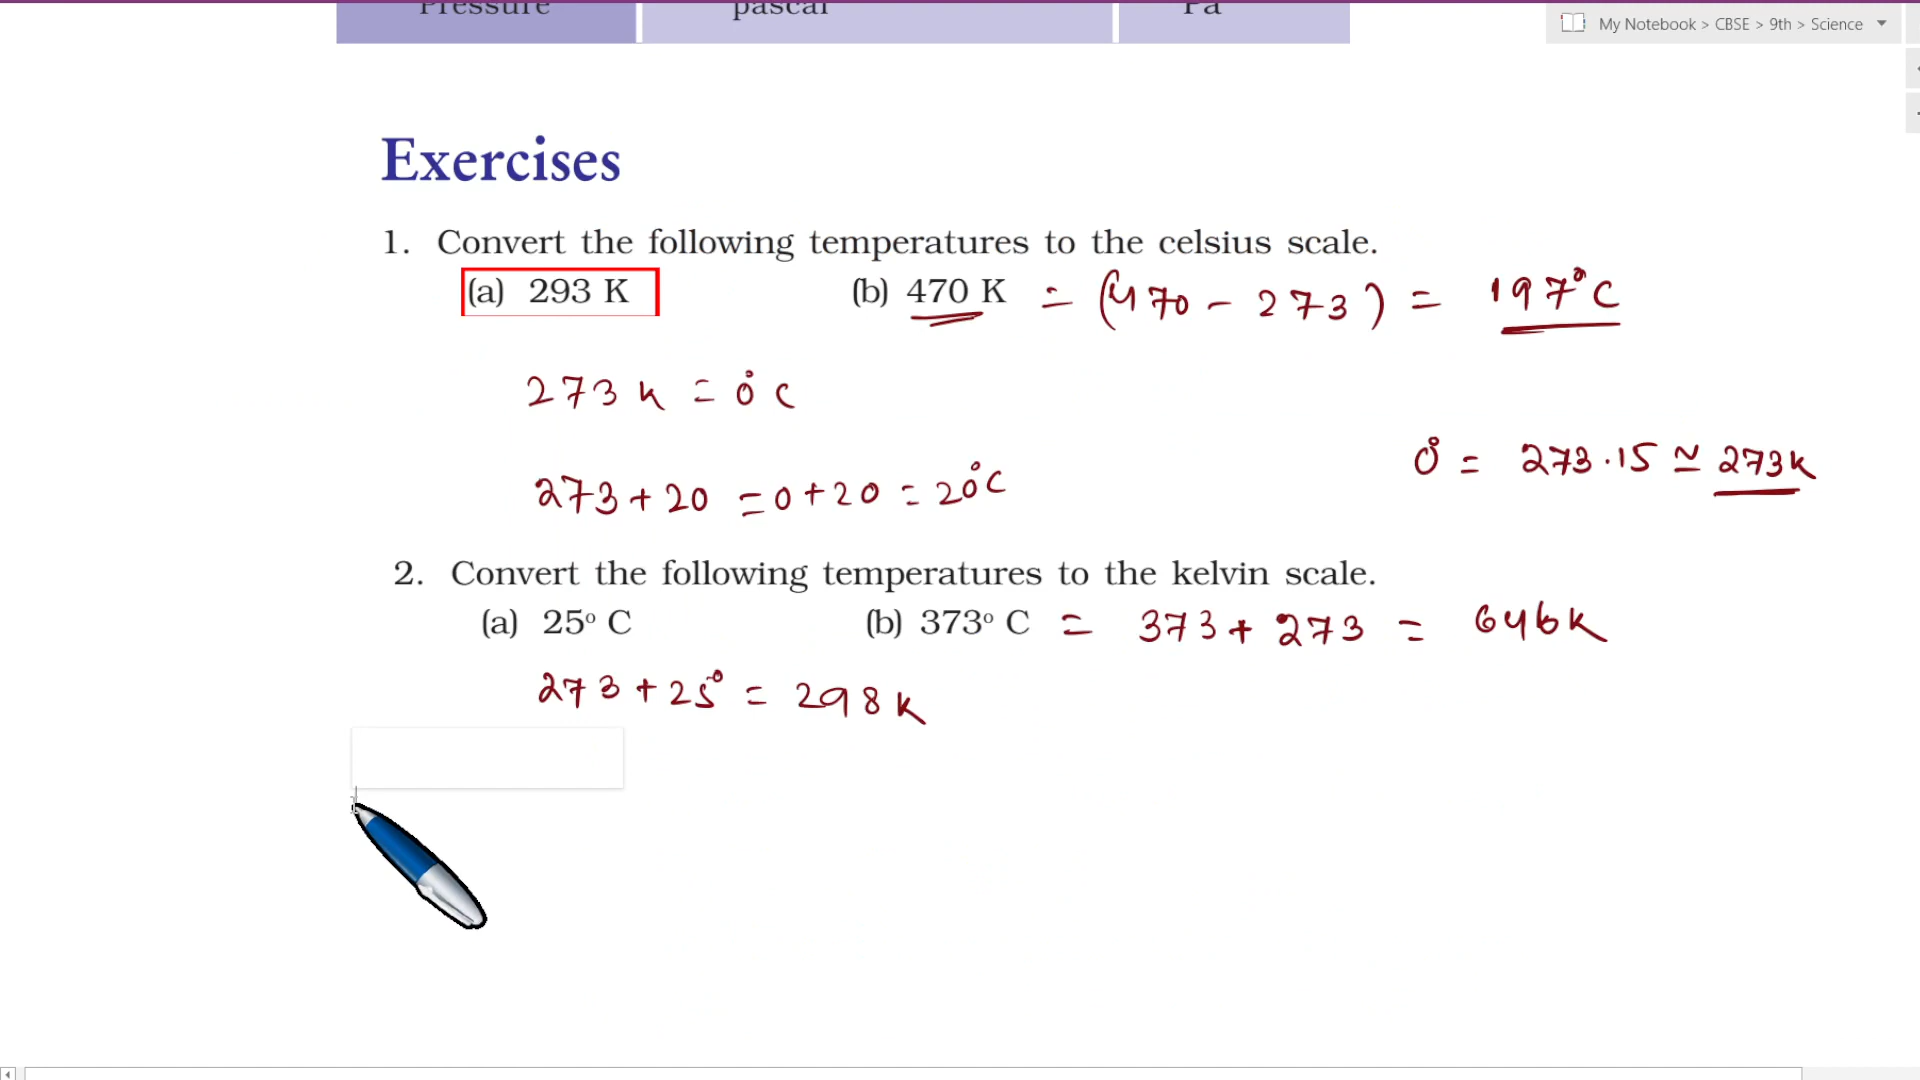 Pressure pascal Pa
My Notebook > CBSE > 9th > Science
Exercises
1. Convert the following temperatures to the celsius scale.
(a) 293 K (b) 470 K = (470 - 273) = 197°C
273 K = 0° C
0° = 273.15 ≃ 273K
273 + 20 = 0 + 20 = 20°C
2. Convert the following temperatures to the kelvin scale.
(a) 25° C (b) 373° C = 373 + 273 = 646K
273 + 25° = 298 K